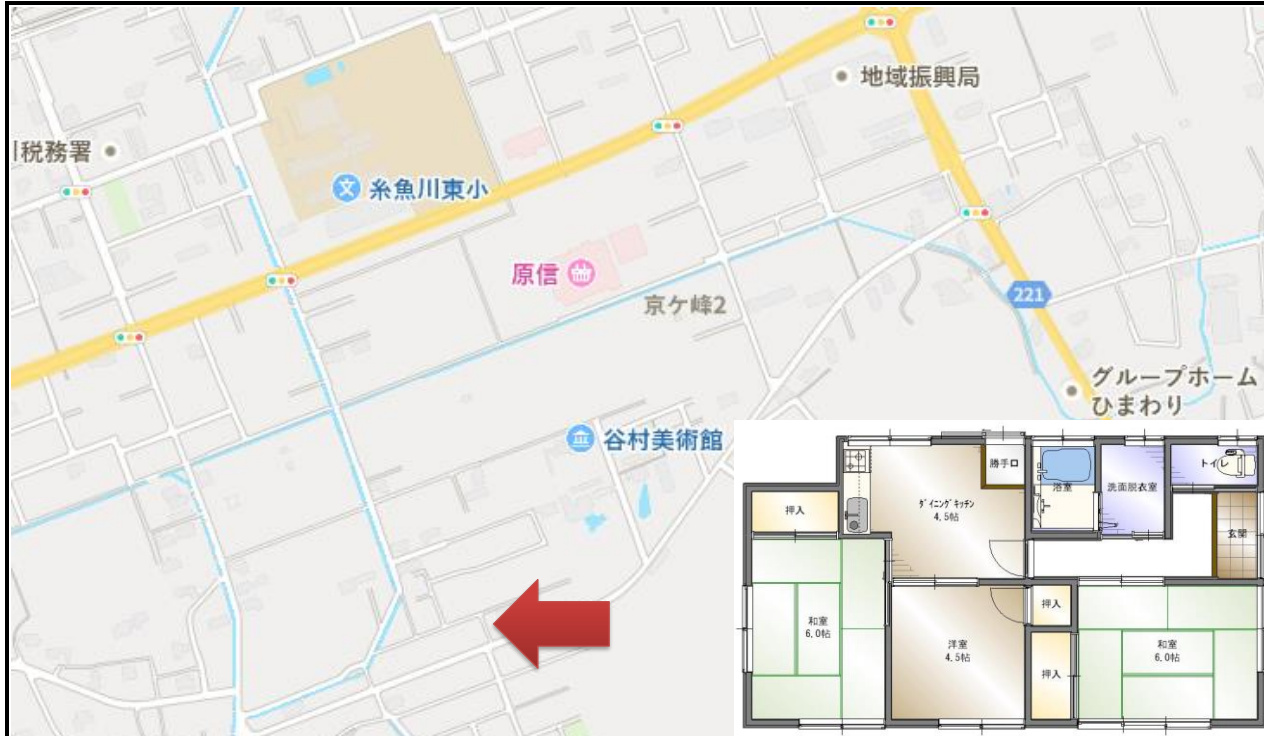 地域振興局
川税務署
糸魚川東小
文
原信
京ケ峰2
221
グループホーム
ひまわり
谷村美術館
勝手口
浴室
洗面脱衣室
トイレ
押入
ダイニングキッチン
4.5帖
玄関
和室
6.0帖
洋室
4.5帖
押入
押入
和室
6.0帖